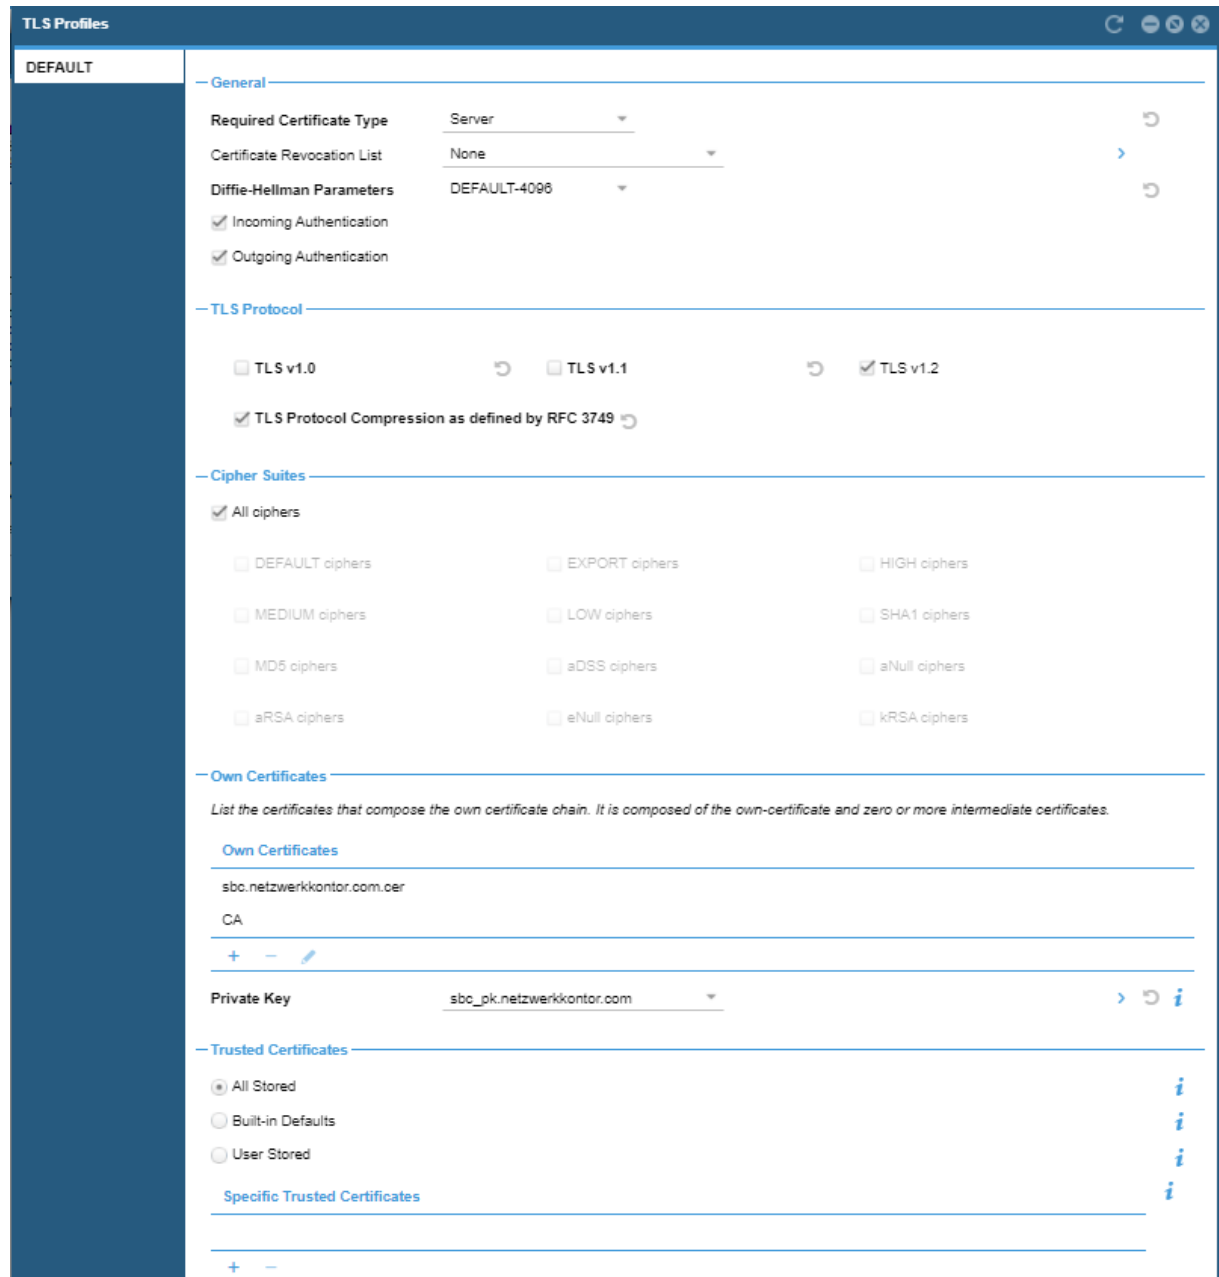 TLS Profiles
DEFAULT
General
Required Certificate Type Server
Certificate Revocation List None
Diffie-Hellman Parameters DEFAULT-4096
Incoming Authentication
Outgoing Authentication
TLS Protocol
TLS v1.0 TLS v1.1 TLS v1.2
TLS Protocol Compression as defined by RFC 3749
Cipher Suites
All ciphers
DEFAULT ciphers EXPORT ciphers HIGH ciphers
MEDIUM ciphers LOW ciphers SHA1 ciphers
MD5 ciphers aDSS ciphers aNull ciphers
aRSA ciphers eNull ciphers kRSA ciphers
Own Certificates
List the certificates that compose the own certificate chain. It is composed of the own-certificate and zero or more intermediate certificates.
Own Certificates
sbc.netzwerkkontor.com.cer
CA
Private Key sbc_pk.netzwerkkontor.com
Trusted Certificates
All Stored
Built-in Defaults
User Stored
Specific Trusted Certificates